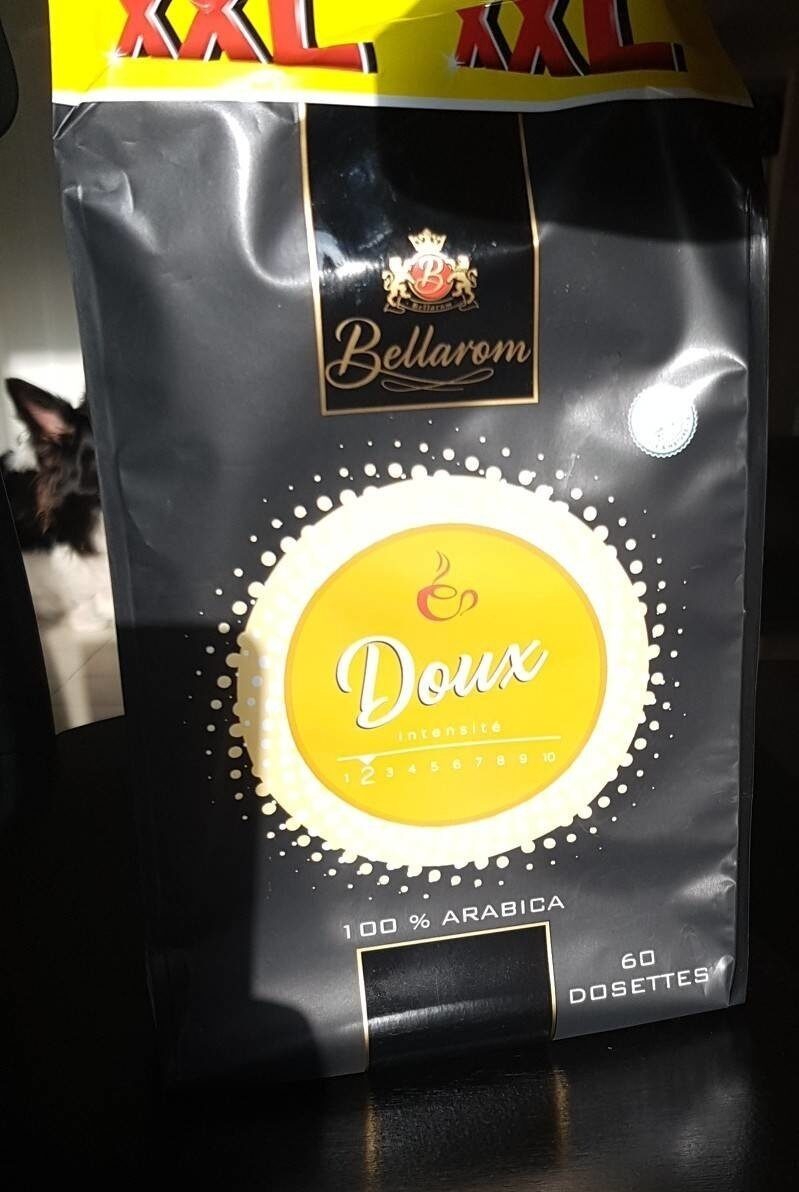 XXL XXL
B
Bellarom
Bellarom
Doux
intensité
1 2 3 4 5 6 7 8 9 10
100 % ARABICA
60
DOSETTES